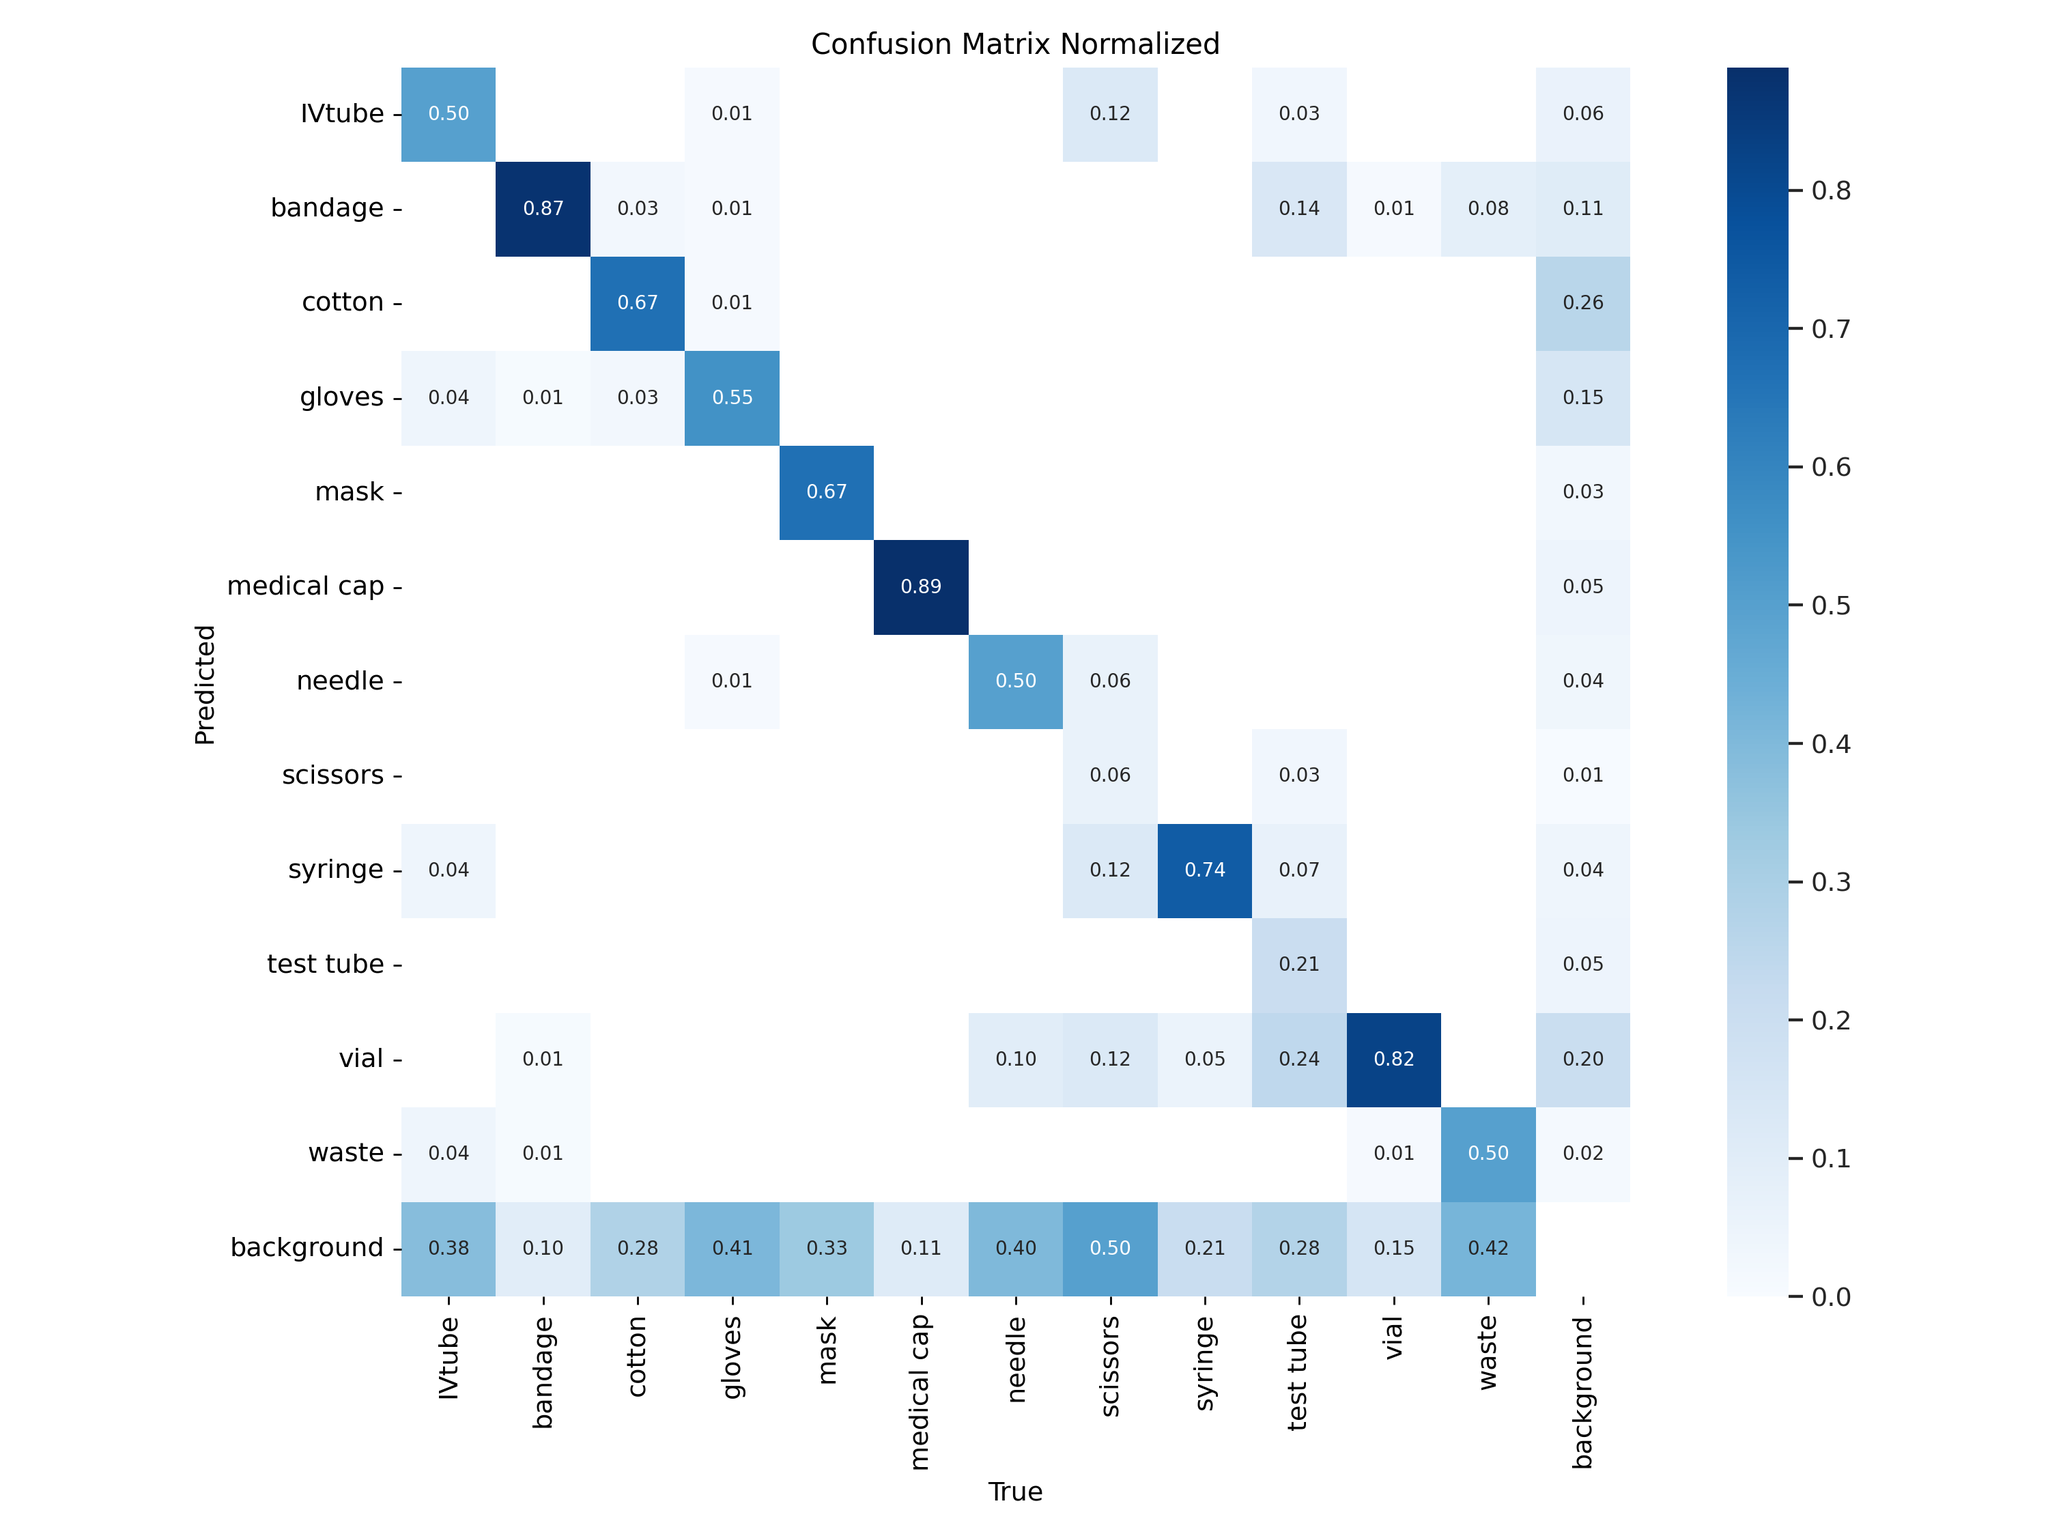 Confusion Matrix Normalized
IVtube 0.50 0.01 0.12 0.03 0.06
bandage 0.87 0.03 0.01 0.14 0.01 0.08 0.11
cotton 0.67 0.01 0.26
gloves 0.04 0.01 0.03 0.55 0.15
mask 0.67 0.03
medical cap 0.89 0.05
needle 0.01 0.50 0.06 0.04
scissors 0.06 0.03 0.01
syringe 0.04 0.12 0.74 0.07 0.04
test tube 0.21 0.05
vial 0.01 0.10 0.12 0.05 0.24 0.82 0.20
waste 0.04 0.01 0.01 0.50 0.02
background 0.38 0.10 0.28 0.41 0.33 0.11 0.40 0.50 0.21 0.28 0.15 0.42
Predicted
IVtube bandage cotton gloves mask medical cap needle scissors syringe test tube vial waste background
True
0.8
0.7
0.6
0.5
0.4
0.3
0.2
0.1
0.0